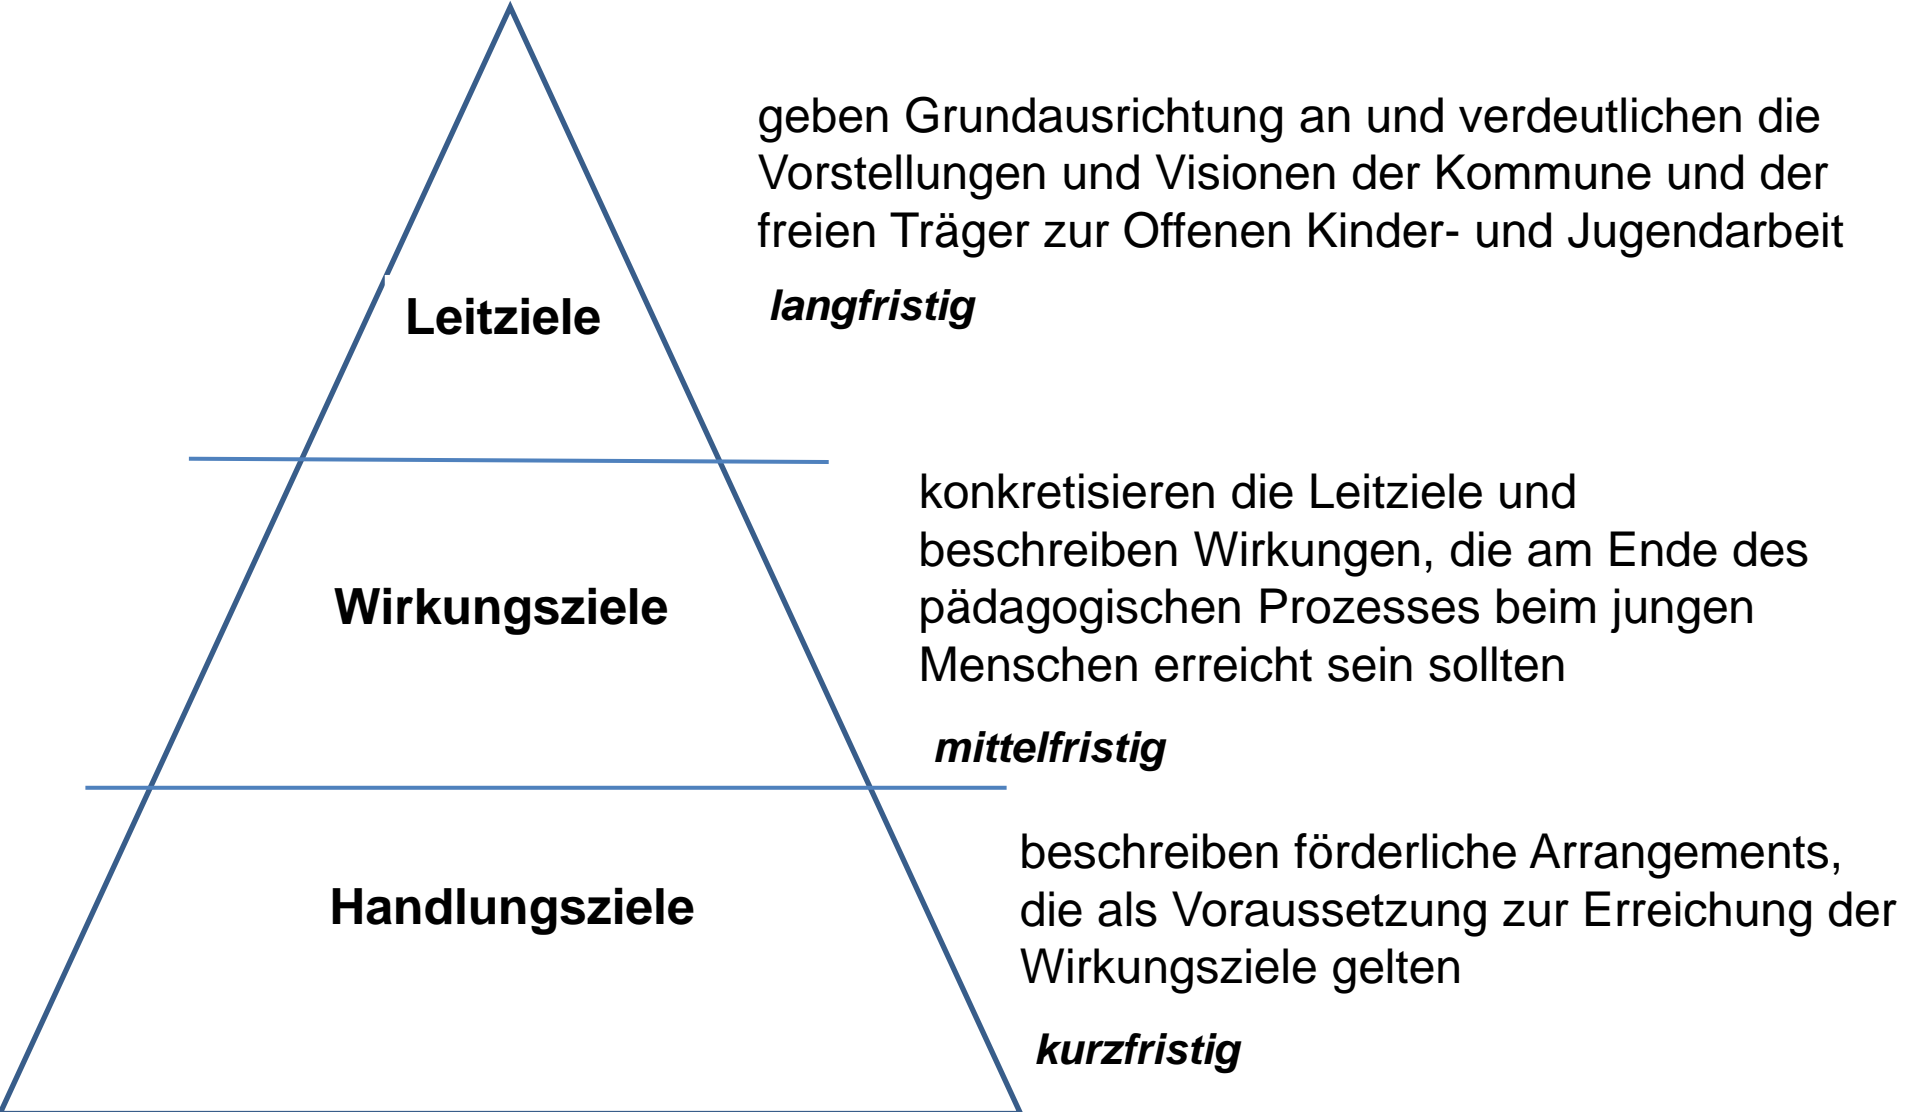 geben Grundausrichtung an und verdeutlichen die
Vorstellungen und Visionen der Kommune und der
freien Träger zur Offenen Kinder- und Jugendarbeit
langfristig
Leitziele
konkretisieren die Leitziele und
beschreiben Wirkungen, die am Ende des
pädagogischen Prozesses beim jungen
Menschen erreicht sein sollten
mittelfristig
Wirkungsziele
beschreiben förderliche Arrangements,
die als Voraussetzung zur Erreichung der
Wirkungsziele gelten
kurzfristig
Handlungsziele